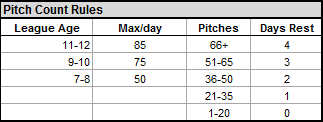 Pitch Count Rules
League Age Max/day Pitches Days Rest
11-12 85 66+ 4
9-10 75 51-65 3
7-8 50 36-50 2
21-35 1
1-20 0